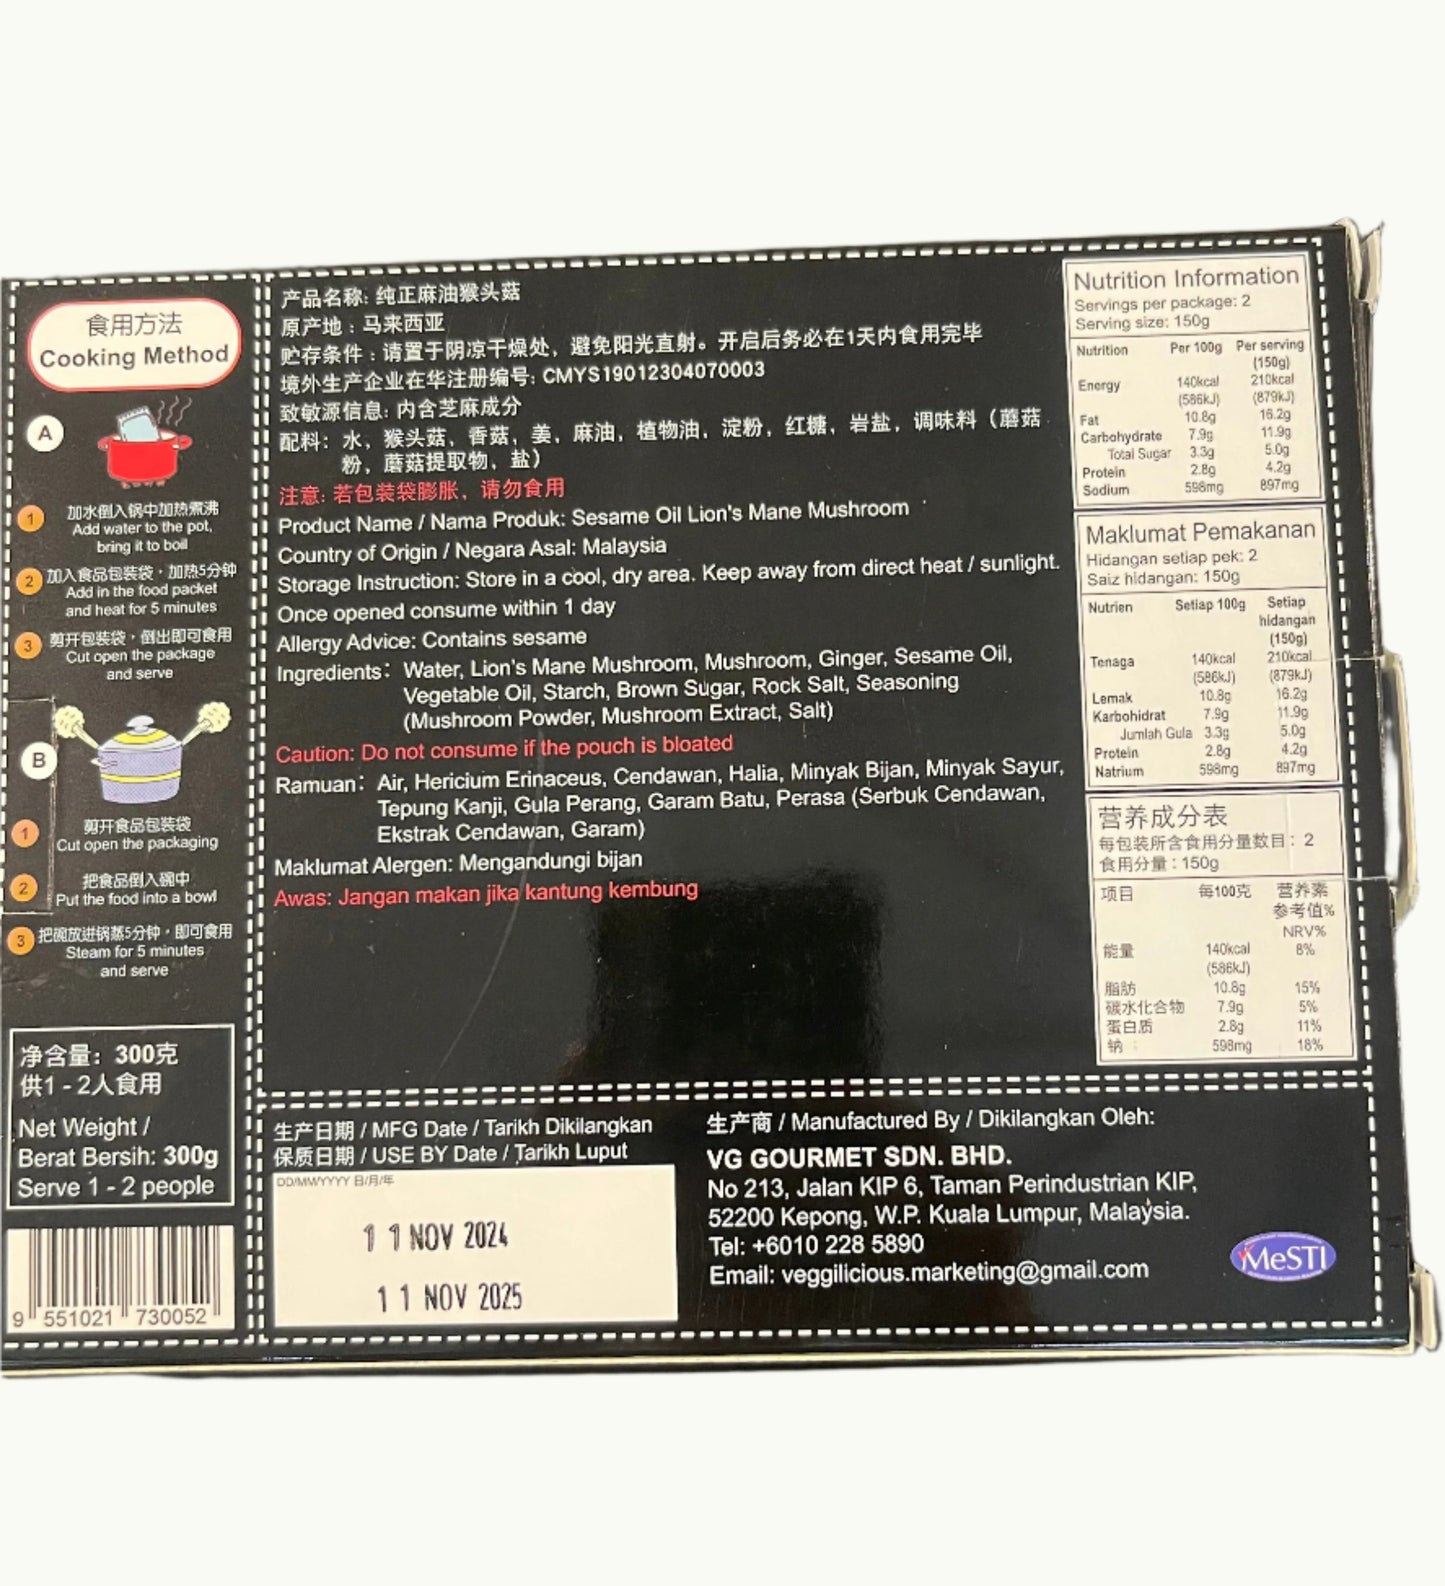 食用方法
Cooking Method
A
1
加水倒入锅中加热煮沸
Add water to the pot,
bring it to boil
2
加入食品包装袋，加热5分钟
Add in the food packet
and heat for 5 minutes
3
剪开包装袋，倒出即可食用
Cut open the package
and serve
B
1
剪开食品包装袋
Cut open the packaging
2
把食品倒入碗中
Put the food into a bowl
3
把碗放进锅蒸5分钟，即可食用
Steam for 5 minutes
and serve
净含量：300克
供1 - 2人食用
Net Weight /
Berat Bersih: 300g
Serve 1 - 2 people
9 551021 730052
产品名称: 纯正麻油猴头菇
原产地：马来西亚
贮存条件：请置于阴凉干燥处，避免阳光直射。开启后务必在1天内食用完毕
境外生产企业在华注册编号: CMYS19012304070003
致敏源信息: 内含芝麻成分
配料: 水、猴头菇、香菇、姜，麻油，植物油，淀粉，红糖，岩盐，调味料（蘑菇
粉，蘑菇提取物，盐）
注意: 若包装袋膨胀，请勿食用
Product Name / Nama Produk: Sesame Oil Lion's Mane Mushroom
Country of Origin / Negara Asal: Malaysia
Storage Instruction: Store in a cool, dry area. Keep away from direct heat / sunlight.
Once opened consume within 1 day
Allergy Advice: Contains sesame
Ingredients: Water, Lion's Mane Mushroom, Mushroom, Ginger, Sesame Oil,
Vegetable Oil, Starch, Brown Sugar, Rock Salt, Seasoning
(Mushroom Powder, Mushroom Extract, Salt)
Caution: Do not consume if the pouch is bloated
Ramuan: Air, Hericium Erinaceus, Cendawan, Halia, Minyak Bijan, Minyak Sayur,
Tepung Kanji, Gula Perang, Garam Batu, Perasa (Serbuk Cendawan,
Ekstrak Cendawan, Garam)
Maklumat Alergen: Mengandungi bijan
Awas: Jangan makan jika kantung kembung
Nutrition Information
Servings per package: 2
Serving size: 150g
Nutrition Per 100g Per serving
(150g)
Energy 140kcal 210kcal
(586kJ) (879kJ)
Fat 10.8g 16.2g
Carbohydrate 7.9g 11.9g
Total Sugar 3.3g 5.0g
Protein 2.8g 4.2g
Sodium 598mg 897mg
Maklumat Pemakanan
Hidangan setiap pek: 2
Saiz hidangan: 150g
Nutrien Setiap 100g Setiap
hidangan
(150g)
Tenaga 140kcal 210kcal
(586kJ) (879kJ)
Lemak 10.8g 16.2g
Karbohidrat 7.9g 11.9g
Jumlah Gula 3.3g 5.0g
Protein 2.8g 4.2g
Natrium 598mg 897mg
营养成分表
每包装所含食用分量数目：2
食用分量：150g
项目 每100克 营养素
参考值%
NRV%
能量 140kcal 8%
(586kJ)
脂肪 10.8g 15%
碳水化合物 7.9g 5%
蛋白质 2.8g 11%
钠 598mg 18%
生产日期 / MFG Date / Tarikh Dikilangkan
保质日期 / USE BY Date / Tarikh Luput
DD/MM/YYYY 日/月/年
11 NOV 2024
11 NOV 2025
生产商 / Manufactured By / Dikilangkan Oleh:
VG GOURMET SDN. BHD.
No 213, Jalan KIP 6, Taman Perindustrian KIP,
52200 Kepong, W.P. Kuala Lumpur, Malaysia.
Tel: +6010 228 5890
Email: veggilicious.marketing@gmail.com
MeSTI